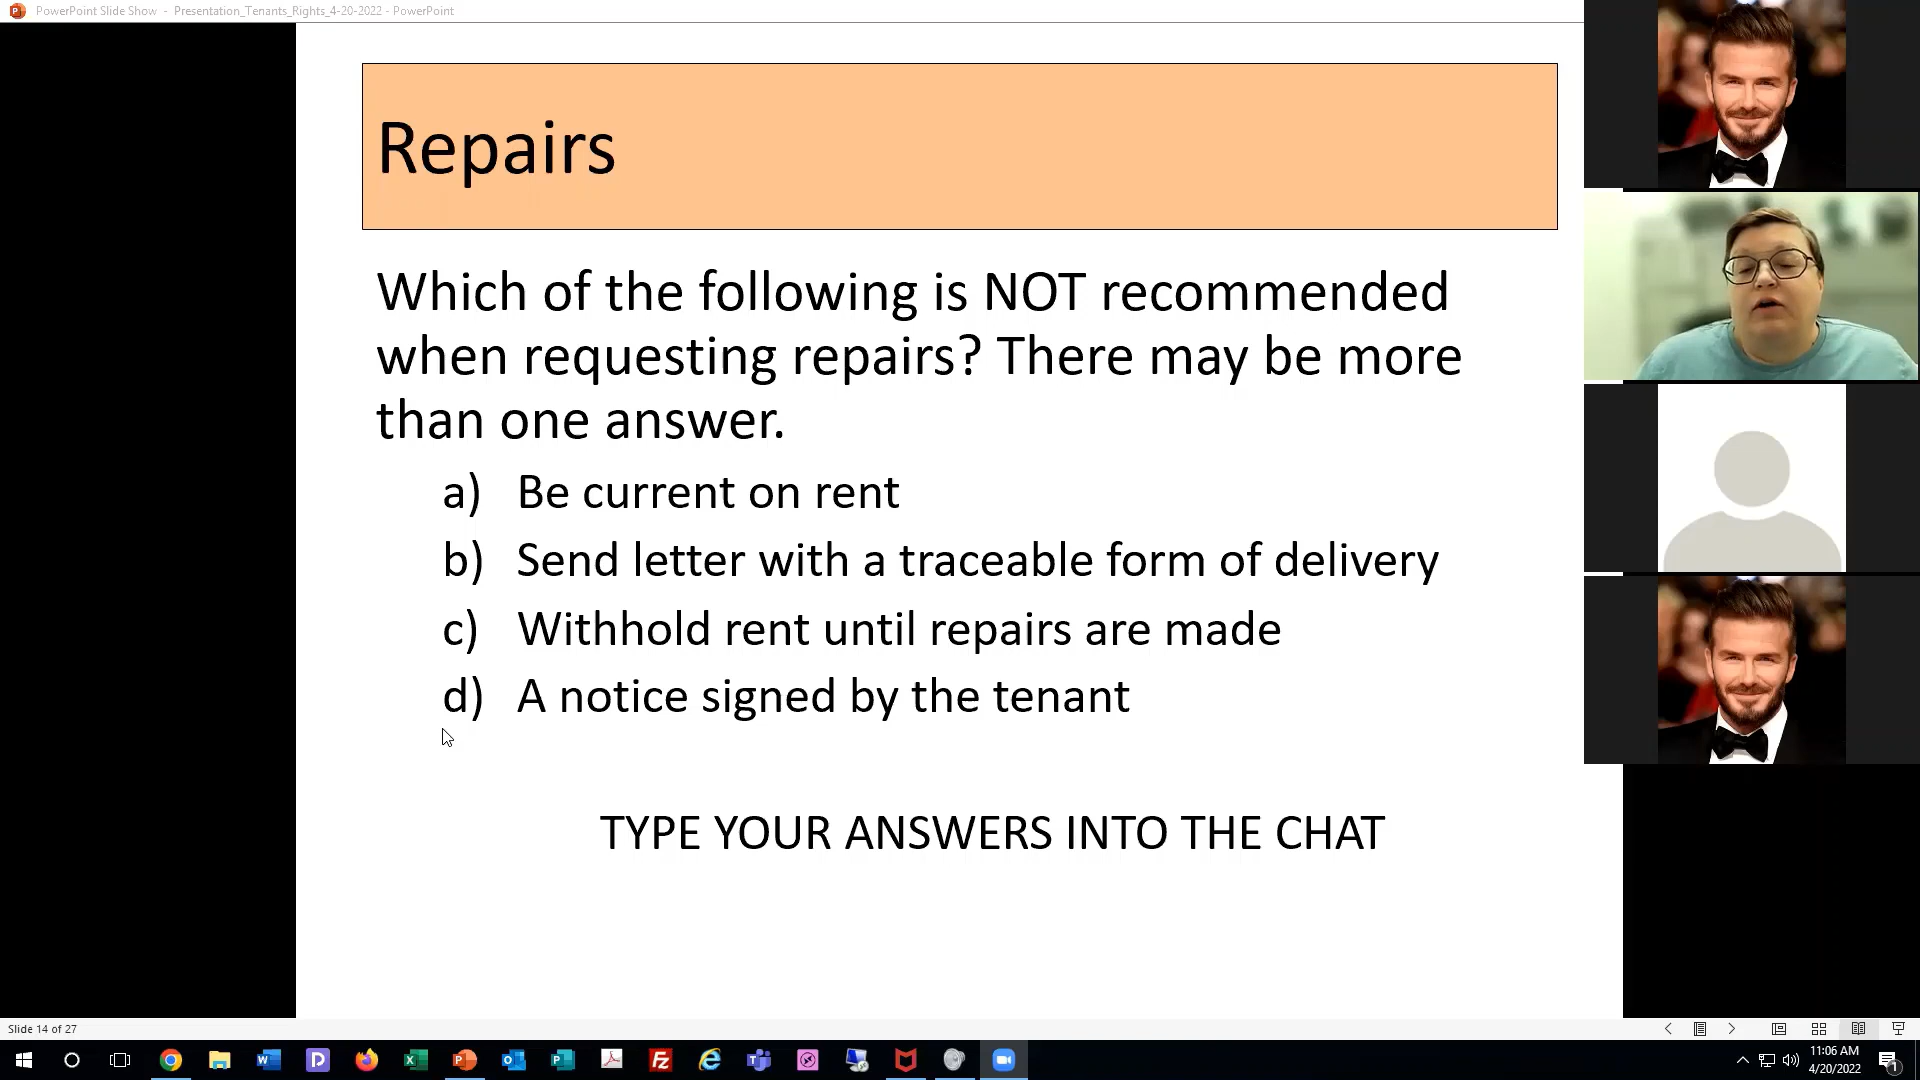 PowerPoint Slide Show - Presentation_Tenants_Rights_4-20-2022 - PowerPoint
Repairs
Which of the following is NOT recommended
when requesting repairs? There may be more
than one answer.
a) Be current on rent
b) Send letter with a traceable form of delivery
c) Withhold rent until repairs are made
d) A notice signed by the tenant
TYPE YOUR ANSWERS INTO THE CHAT
Slide 14 of 27
11:06 AM
4/20/2022
1